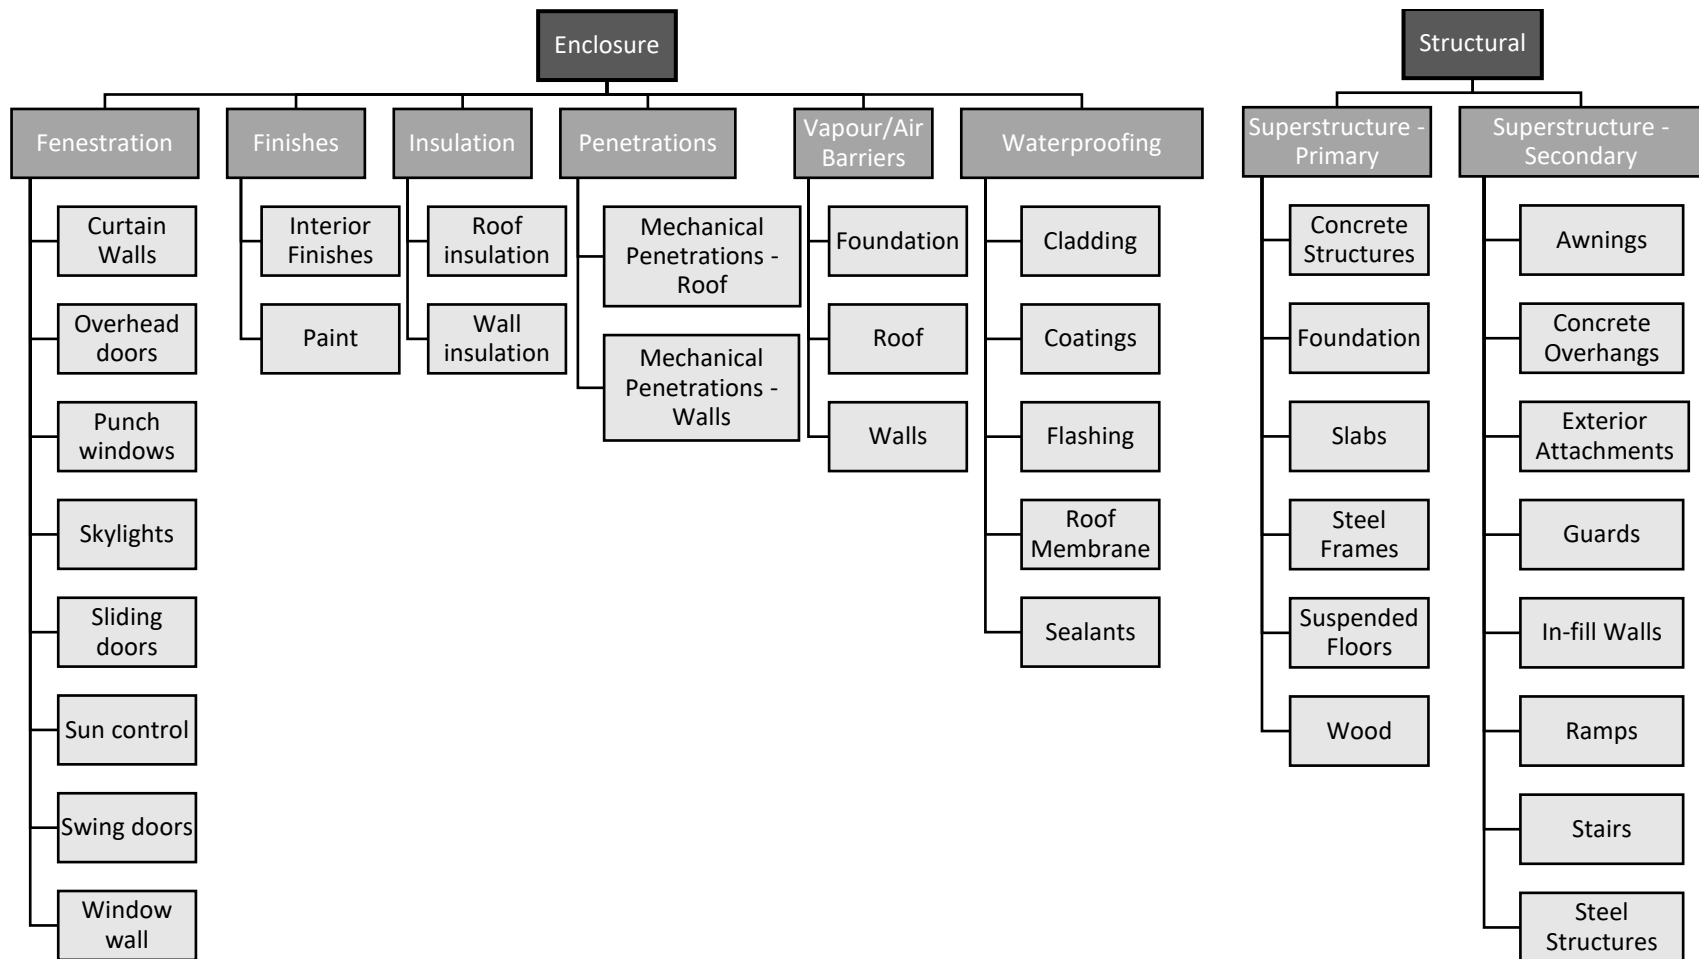 Enclosure
Structural
Fenestration
Finishes
Insulation
Penetrations
Vapour/Air
Barriers
Waterproofing
Superstructure -
Primary
Superstructure -
Secondary
Curtain
Walls
Overhead
doors
Punch
windows
Skylights
Sliding
doors
Sun control
Swing doors
Window
wall
Interior
Finishes
Paint
Roof
insulation
Wall
insulation
Mechanical
Penetrations -
Roof
Mechanical
Penetrations -
Walls
Foundation
Roof
Walls
Cladding
Coatings
Flashing
Roof
Membrane
Sealants
Concrete
Structures
Foundation
Slabs
Steel
Frames
Suspended
Floors
Wood
Awnings
Concrete
Overhangs
Exterior
Attachments
Guards
In-fill Walls
Ramps
Stairs
Steel
Structures